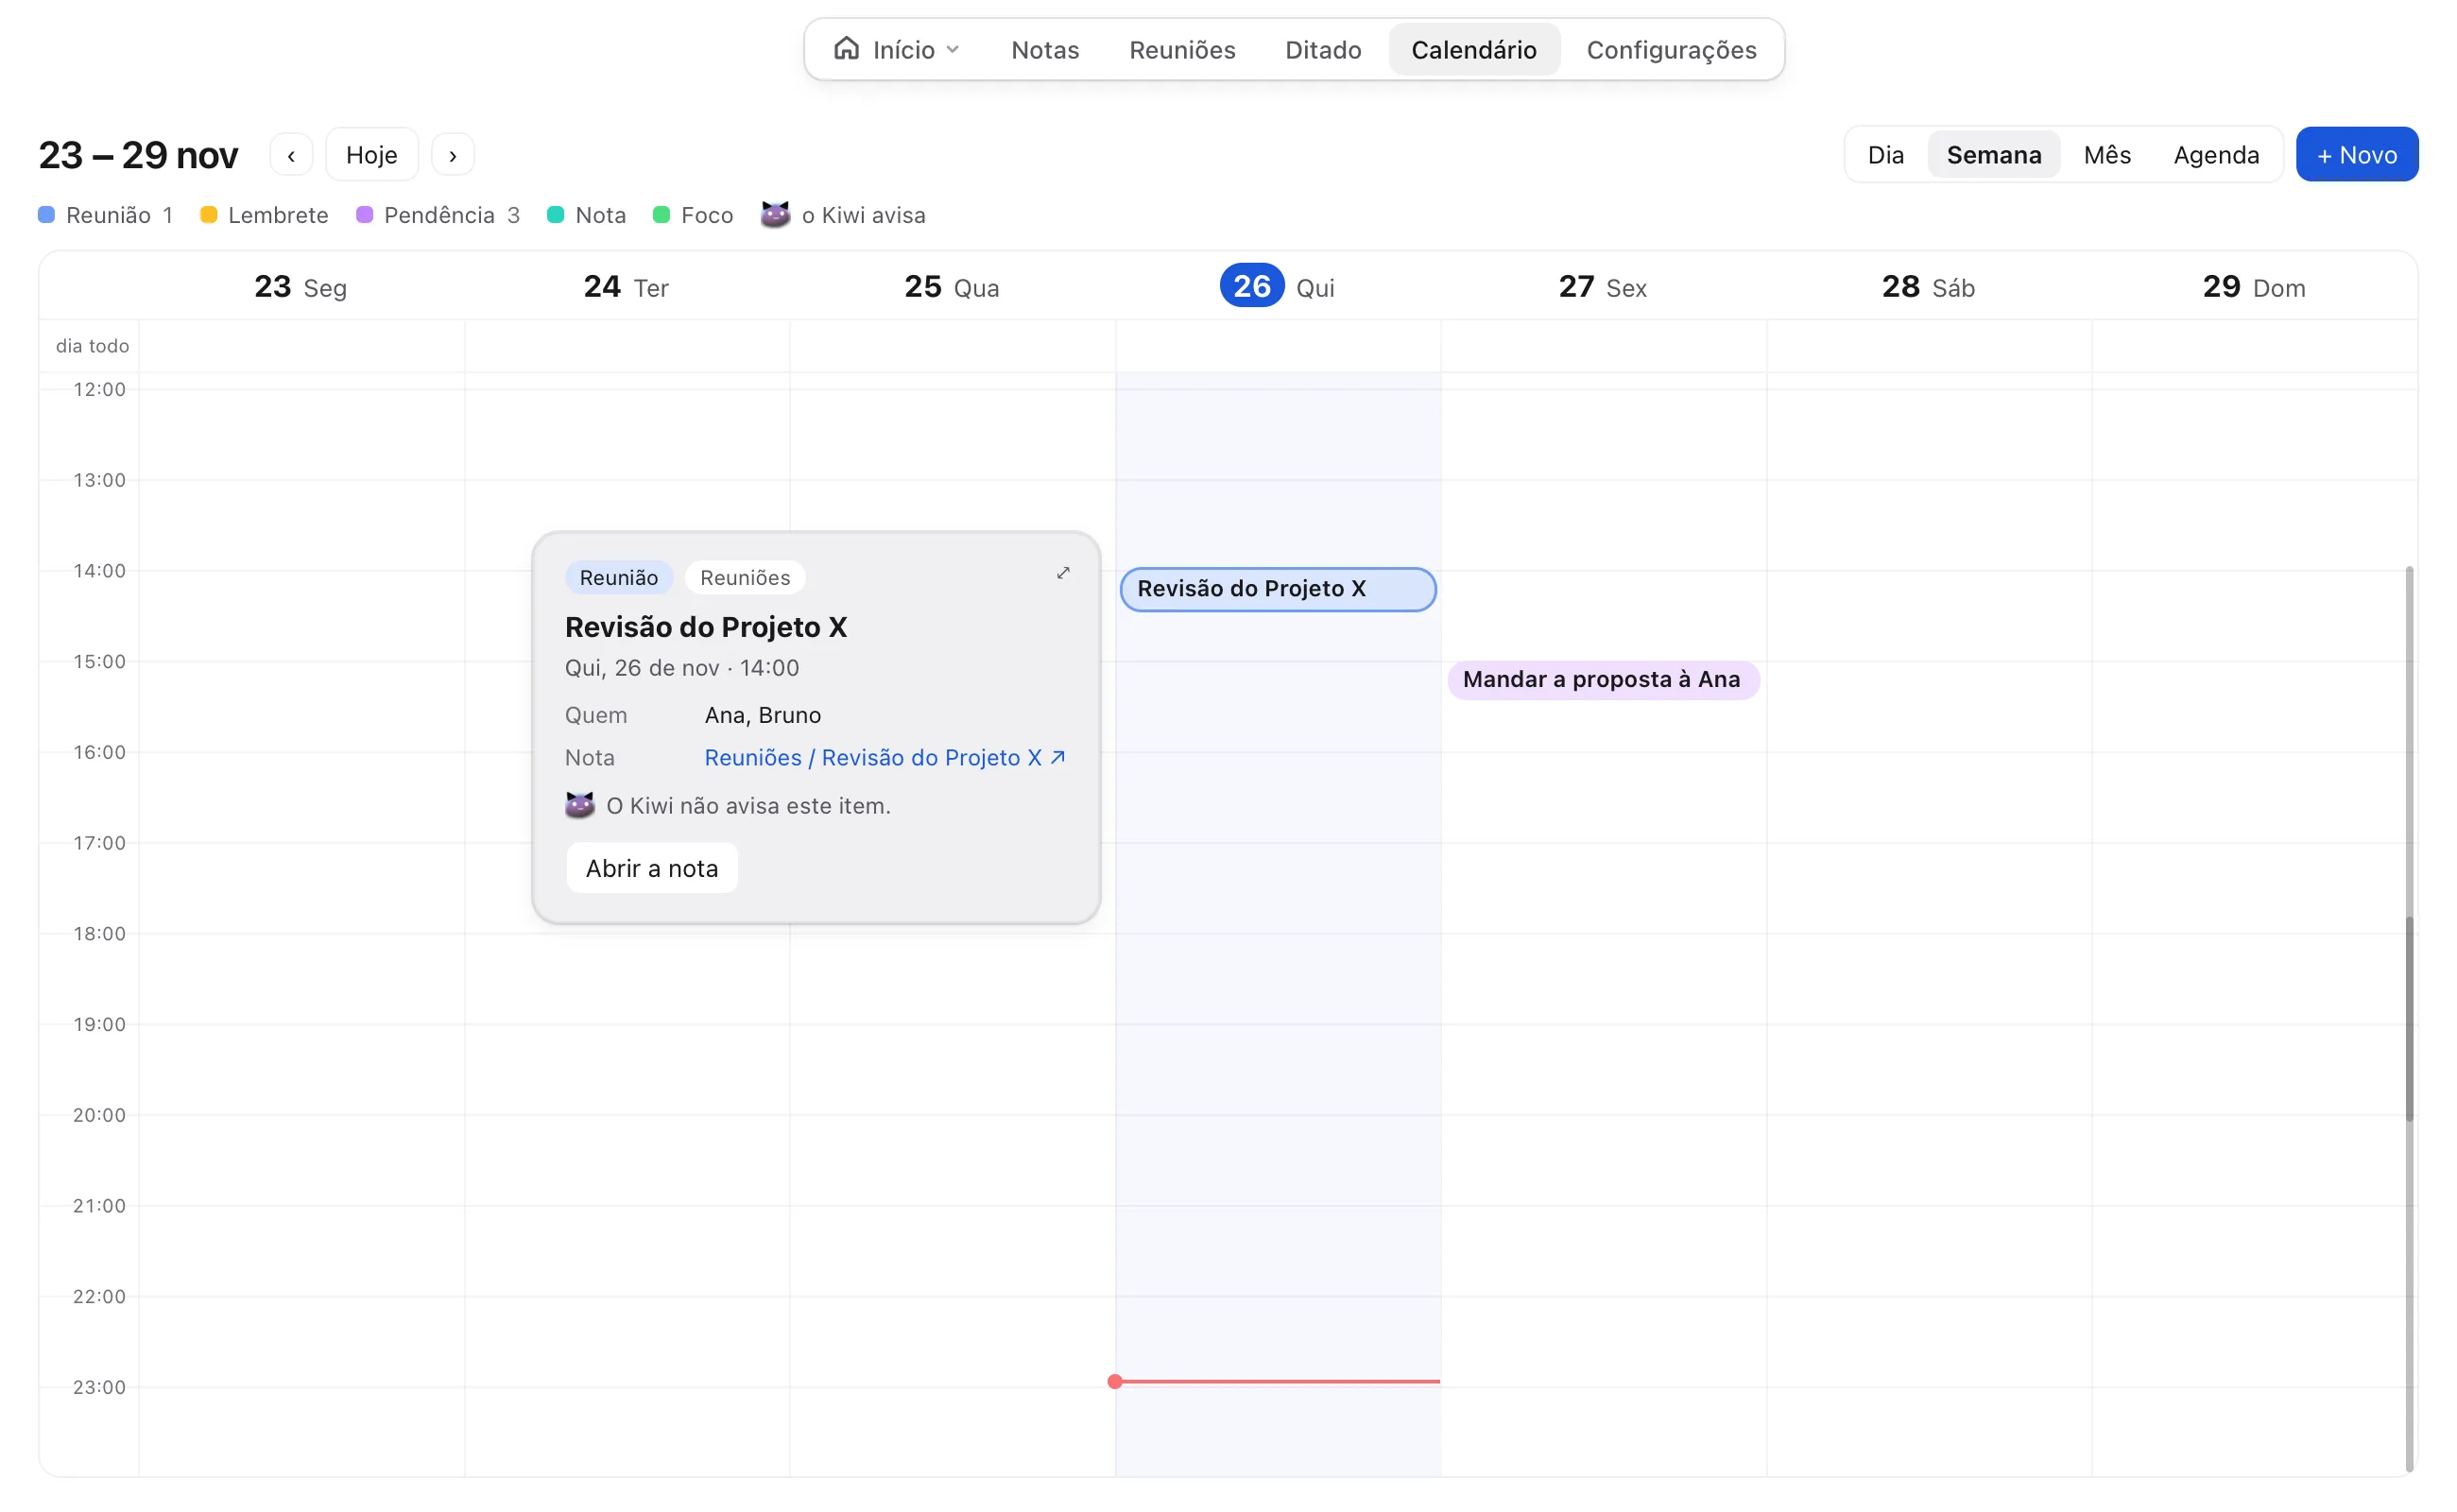 Início Notas Reuniões Ditado Calendário Configurações
23 – 29 nov ‹ Hoje › Dia Semana Mês Agenda + Novo
Reunião 1 Lembrete Pendência 3 Nota Foco o Kiwi avisa
23 Seg 24 Ter 25 Qua 26 Qui 27 Sex 28 Sáb 29 Dom
dia todo
12:00
13:00
14:00
Revisão do Projeto X
15:00
Mandar a proposta à Ana
16:00
17:00
18:00
19:00
20:00
21:00
22:00
23:00
Reunião Reuniões
Revisão do Projeto X
Qui, 26 de nov · 14:00
Quem Ana, Bruno
Nota Reuniões / Revisão do Projeto X ↗
O Kiwi não avisa este item.
Abrir a nota